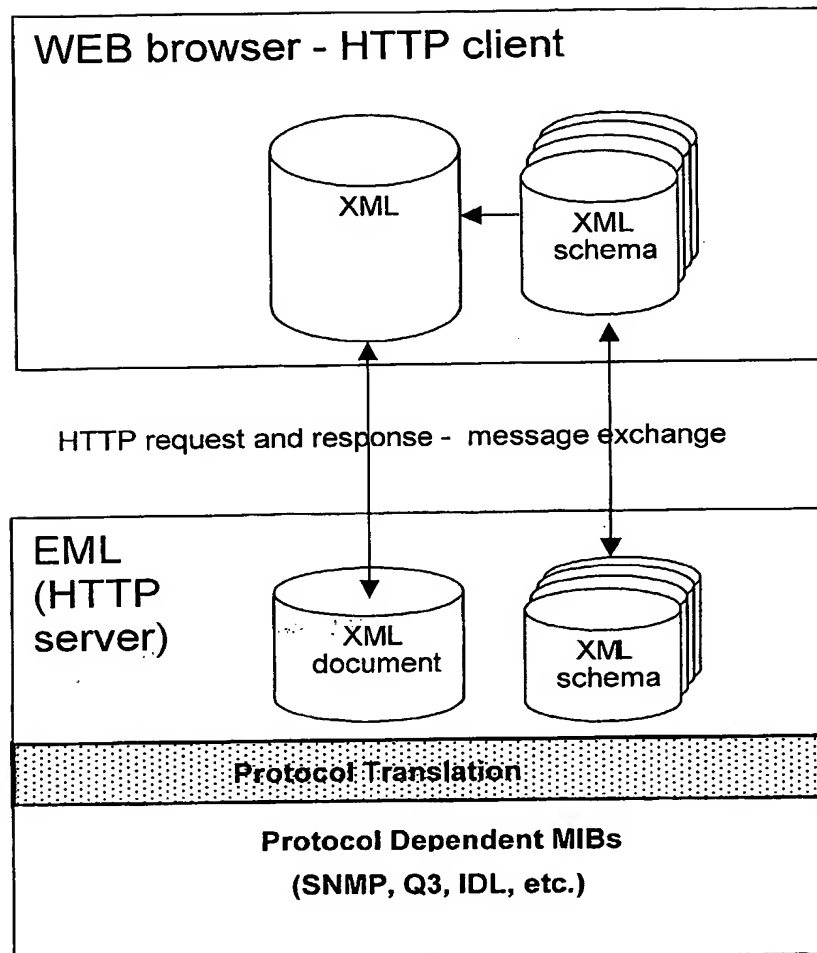 WEB browser - HTTP client
XML
XML
schema
HTTP request and response - message exchange
EML
(HTTP
server)
XML
document
XML
schema
Protocol Translation
Protocol Dependent MIBs
(SNMP, Q3, IDL, etc.)